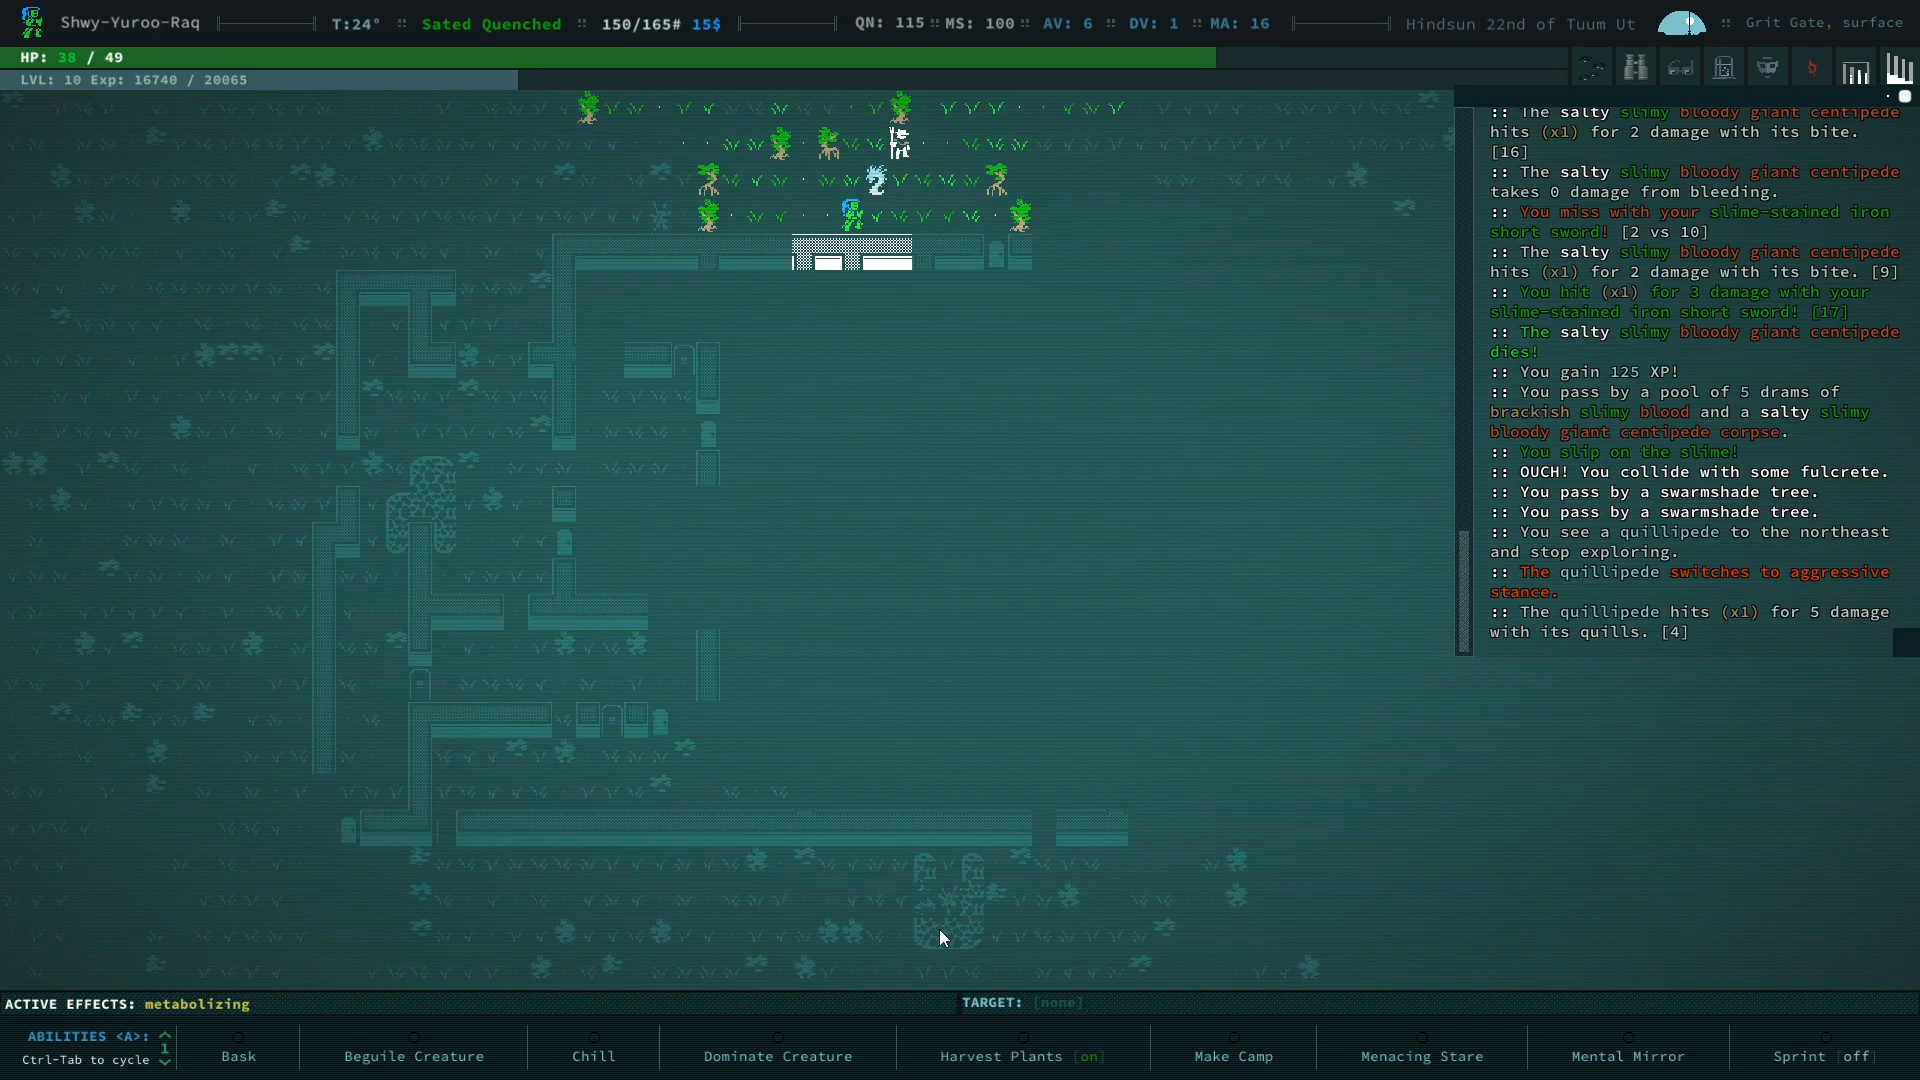 Shwy-Yuroo-Raq T:24° :: Sated Quenched :: 150/165# 15$ QN: 115 :: MS: 100 :: AV: 6 :: DV: 1 :: MA: 16 Hindsun 22nd of Tuum Ut :: Grit Gate, surface
HP: 38 / 49
LVL: 10 Exp: 16740 / 20065
:: The salty slimy bloody giant centipede
hits (x1) for 2 damage with its bite.
[16]
:: The salty slimy bloody giant centipede
takes 0 damage from bleeding.
:: You miss with your slime-stained iron
short sword! [2 vs 10]
:: The salty slimy bloody giant centipede
hits (x1) for 2 damage with its bite. [9]
:: You hit (x1) for 3 damage with your
slime-stained iron short sword! [17]
:: The salty slimy bloody giant centipede
dies!
:: You gain 125 XP!
:: You pass by a pool of 5 drams of
brackish slimy blood and a salty slimy
bloody giant centipede corpse.
:: You slip on the slime!
:: OUCH! You collide with some fulcrete.
:: You pass by a swarmshade tree.
:: You pass by a swarmshade tree.
:: You see a quillipede to the northeast
and stop exploring.
:: The quillipede switches to aggressive
stance.
:: The quillipede hits (x1) for 5 damage
with its quills. [4]
ACTIVE EFFECTS: metabolizing TARGET: [none]
ABILITIES <A>:
Ctrl-Tab to cycle 1
Bask Beguile Creature Chill Dominate Creature Harvest Plants [on] Make Camp Menacing Stare Mental Mirror Sprint [off]